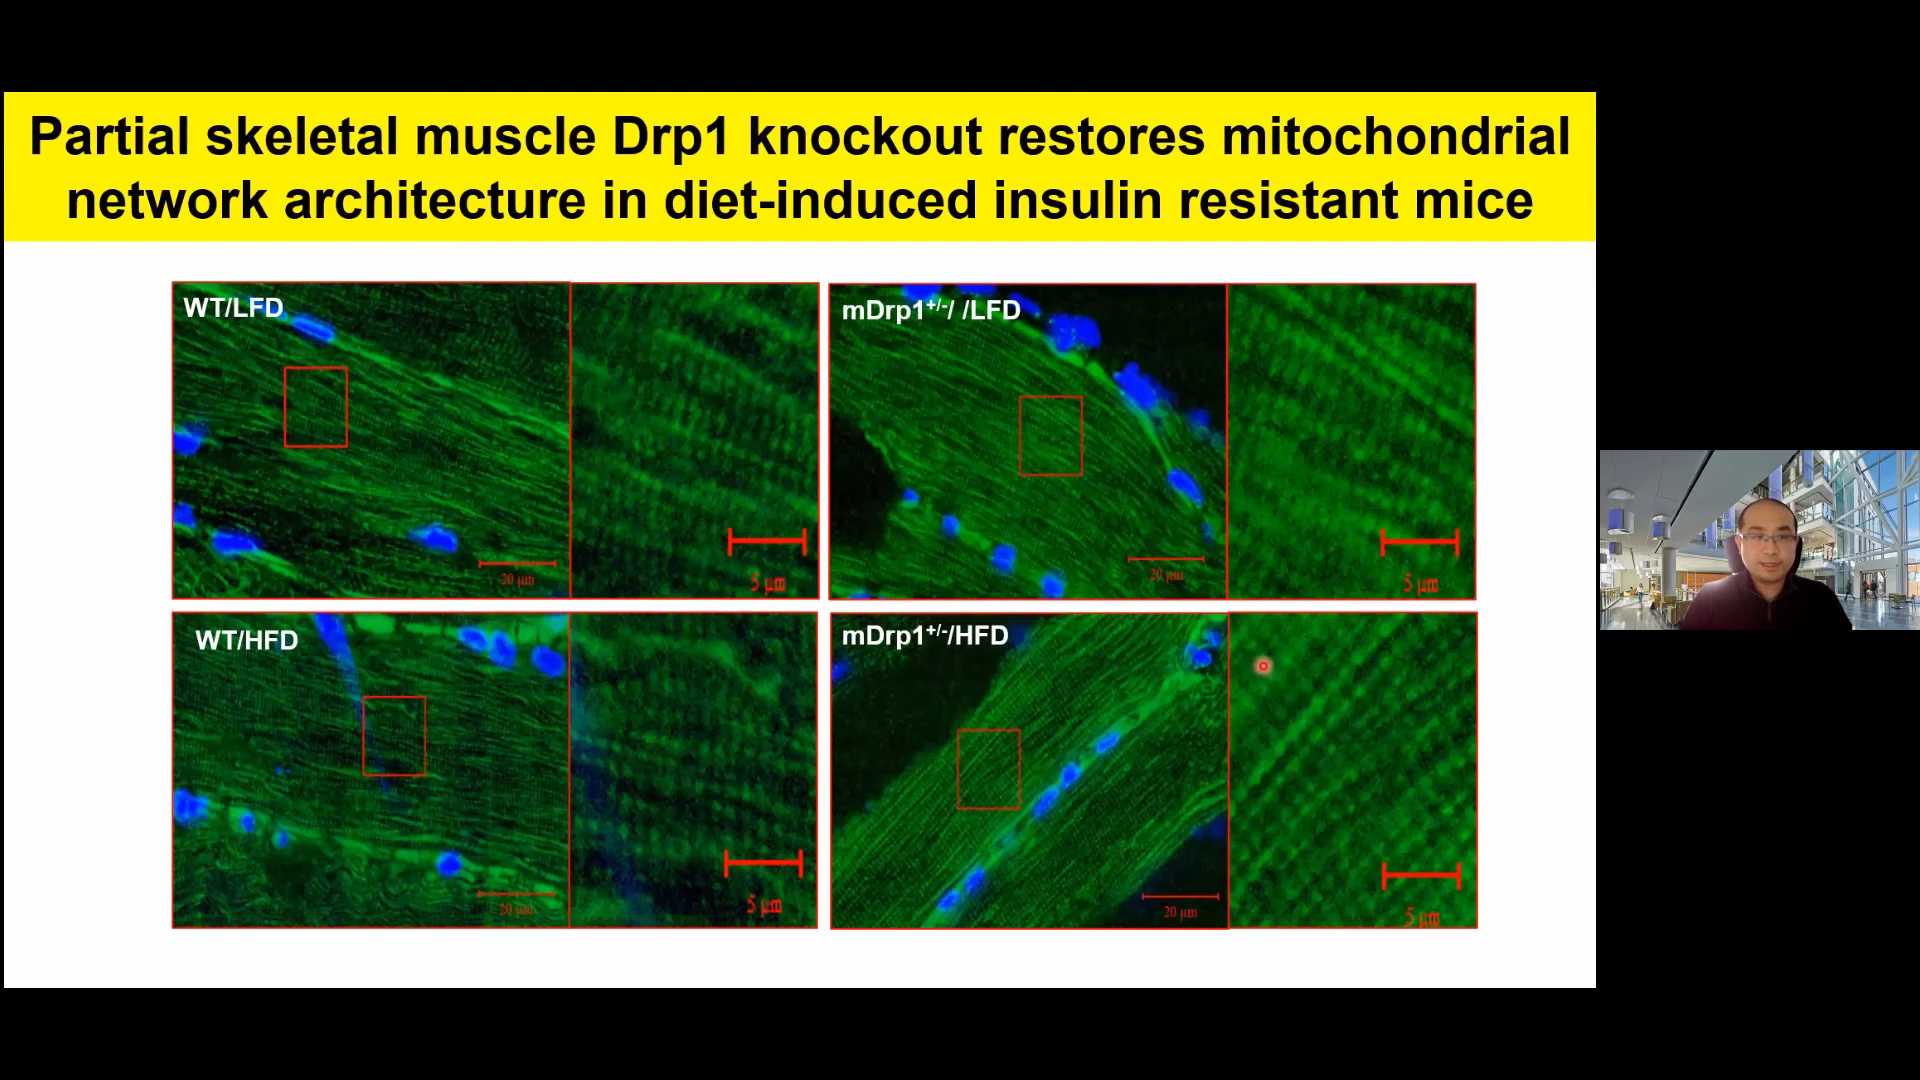 Partial skeletal muscle Drp1 knockout restores mitochondrial
network architecture in diet-induced insulin resistant mice
WT/LFD
20 μm
5 μm
mDrp1+/-/ /LFD
20 μm
5 μm
WT/HFD
20 μm
5 μm
mDrp1+/-/HFD
20 μm
5 μm